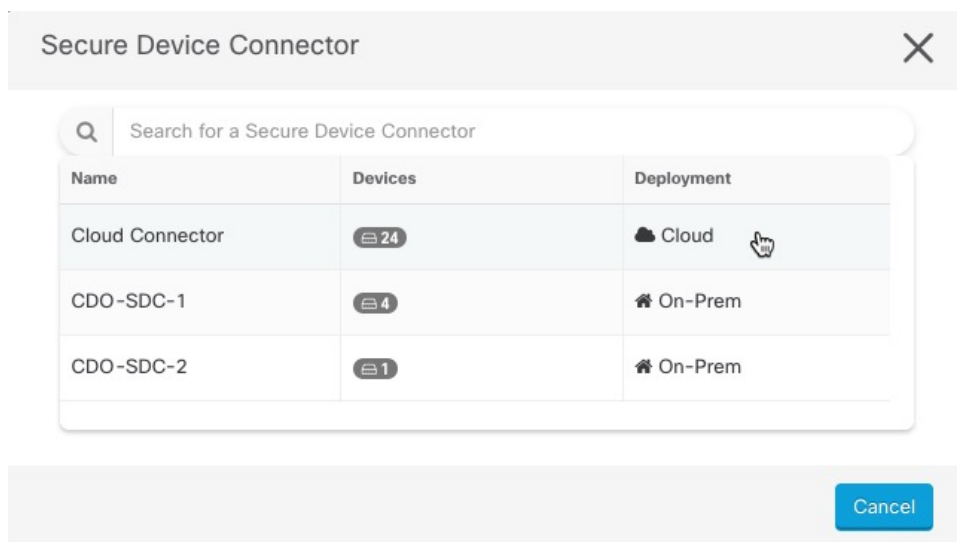 Secure Device Connector
Search for a Secure Device Connector
Name Devices Deployment
Cloud Connector 24 Cloud
CDO-SDC-1 4 On-Prem
CDO-SDC-2 1 On-Prem
Cancel